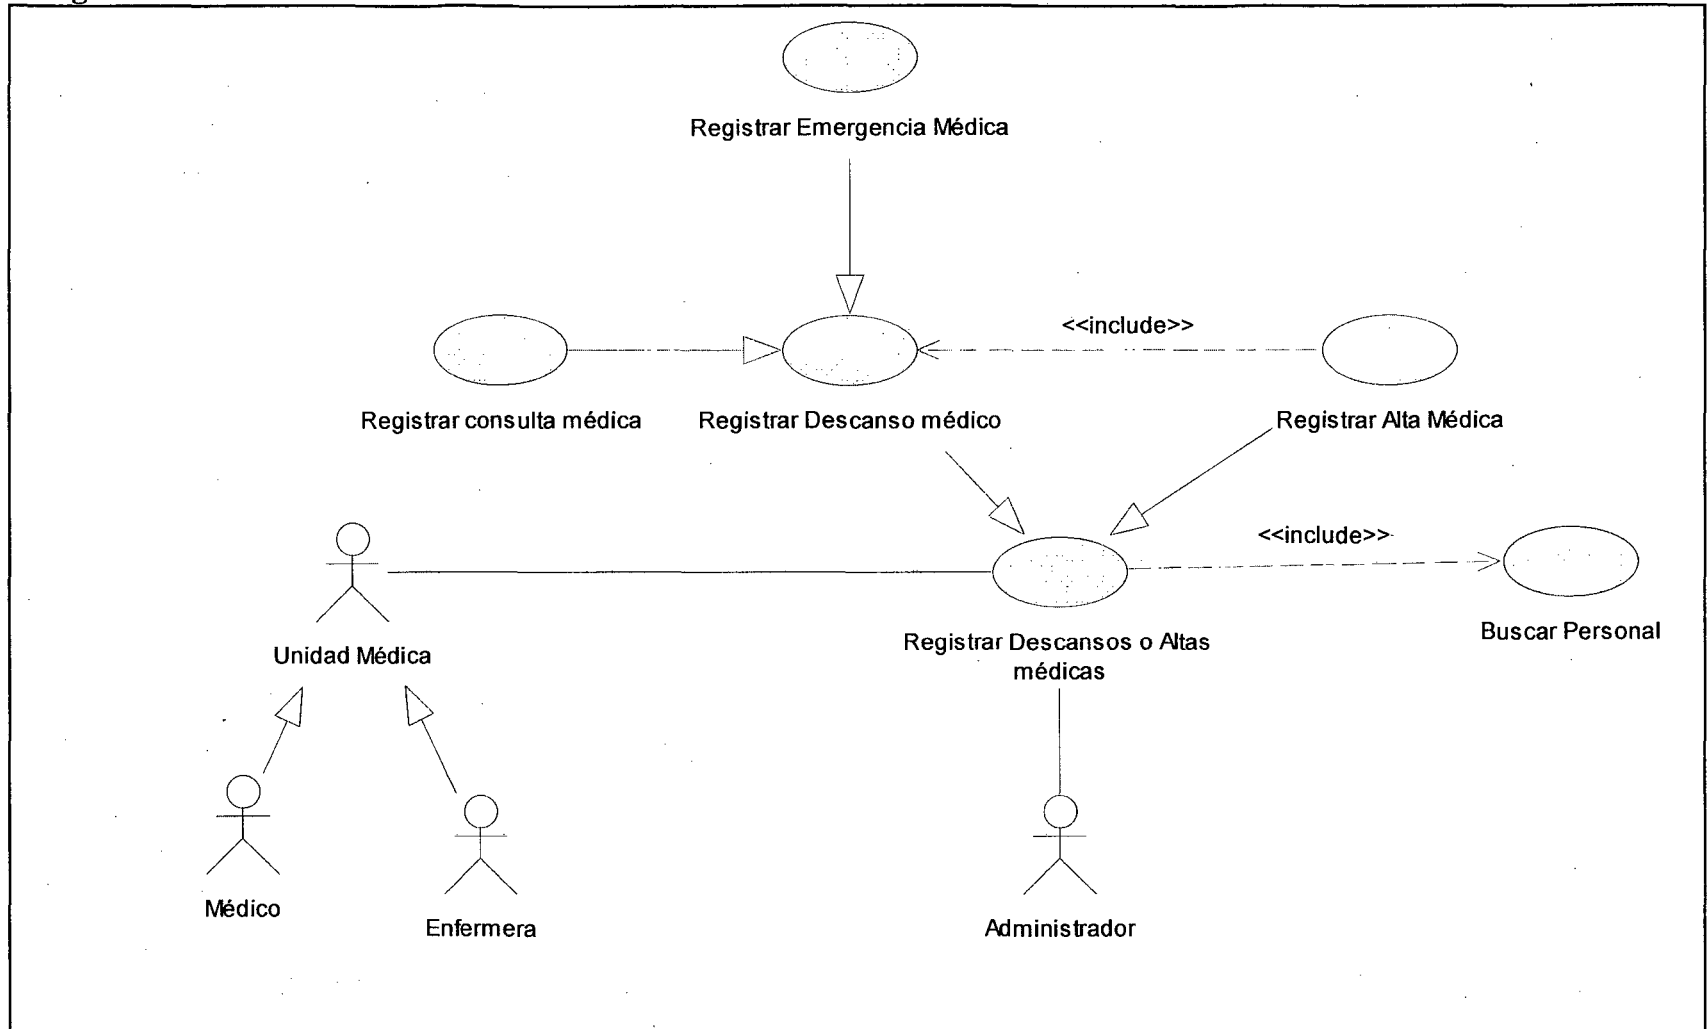 Registrar Emergencia Médica
<<include>>
Registrar consulta médica
Registrar Descanso médico
Registrar Alta Médica
<<include>>
Registrar Descansos o Altas
médicas
Buscar Personal
Unidad Médica
Médico
Enfermera
Administrador